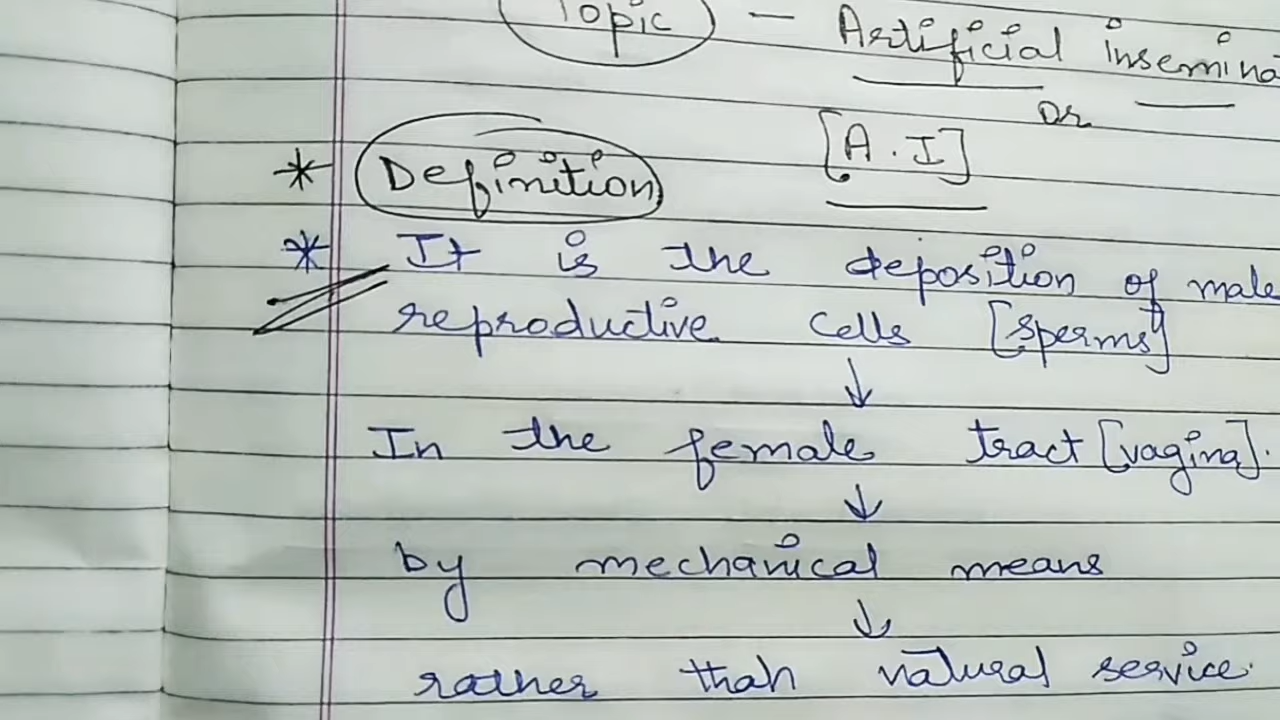 Topic — Artificial insemina
or
[A.I]
* Definition
* It is the deposition of male
reproductive cells [sperms]
↓
In the female tract [vagina].
↓
by mechanical means
↓
rather than natural service.